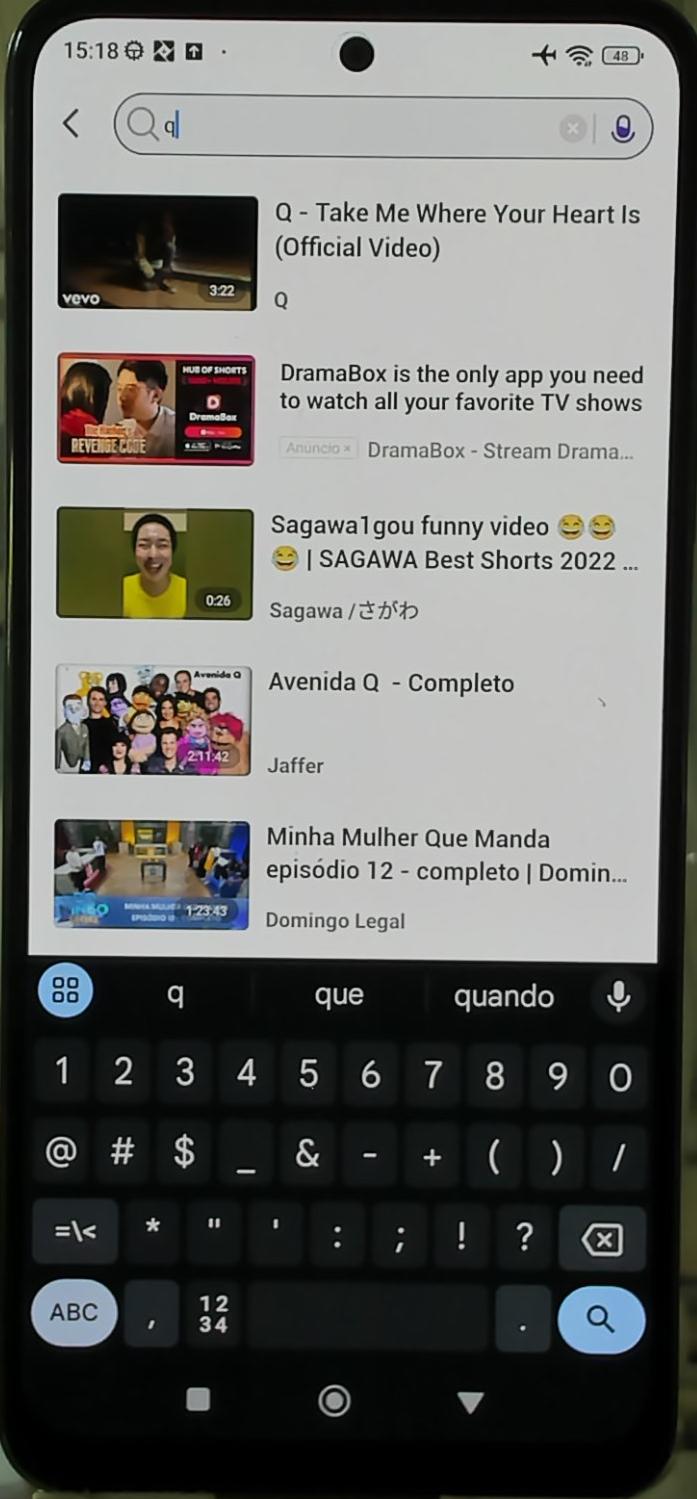 15:18
48
q
Q - Take Me Where Your Heart Is
(Official Video)
vevo
3:22
Q
HUB OF SHORTS
DramaBox
REVENGE CODE
DramaBox is the only app you need
to watch all your favorite TV shows
Anúncio ×
DramaBox - Stream Drama...
Sagawa1gou funny video 😂😂
😂 | SAGAWA Best Shorts 2022 ...
0:26
Sagawa /さがわ
Avenida Q
2:11:42
Avenida Q - Completo
Jaffer
Minha Mulher Que Manda
episódio 12 - completo | Domin...
1:23:43
Domingo Legal
q que quando
1 2 3 4 5 6 7 8 9 0
@ # $ _ & - + ( ) /
=\< * " ' : ; ! ?
ABC , 12 .
34